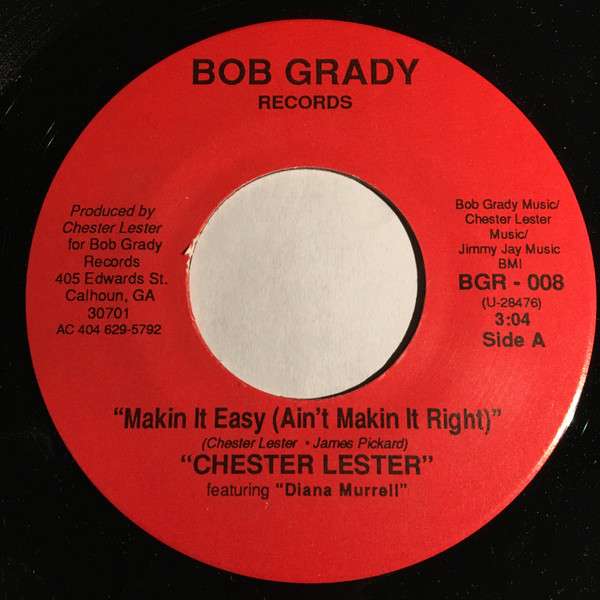 BOB GRADY
RECORDS
Produced by
Chester Lester
for Bob Grady
Records
405 Edwards St.
Calhoun, GA
30701
AC 404 629-5792
Bob Grady Music/
Chester Lester
Music/
Jimmy Jay Music
BMI
BGR - 008
(U-28476)
3:04
Side A
"Makin It Easy (Ain't Makin It Right)"
(Chester Lester • James Pickard)
"CHESTER LESTER"
featuring "Diana Murrell"